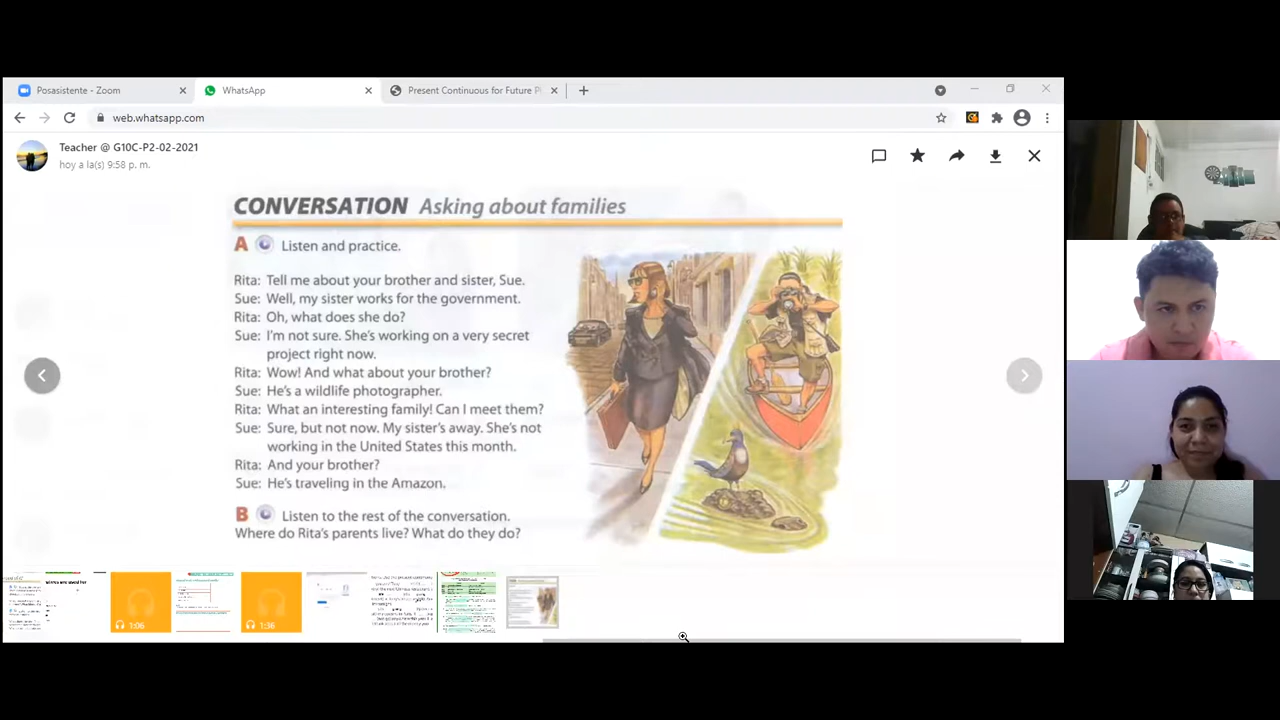 Posasistente - Zoom
WhatsApp
Present Continuous for Future P
web.whatsapp.com
Teacher @ G10C-P2-02-2021
hoy a la(s) 9:58 p. m.
CONVERSATION Asking about families
A Listen and practice.
Rita: Tell me about your brother and sister, Sue.
Sue: Well, my sister works for the government.
Rita: Oh, what does she do?
Sue: I'm not sure. She's working on a very secret
project right now.
Rita: Wow! And what about your brother?
Sue: He's a wildlife photographer.
Rita: What an interesting family! Can I meet them?
Sue: Sure, but not now. My sister's away. She's not
working in the United States this month.
Rita: And your brother?
Sue: He's traveling in the Amazon.
B Listen to the rest of the conversation.
Where do Rita's parents live? What do they do?
1:06
1:36